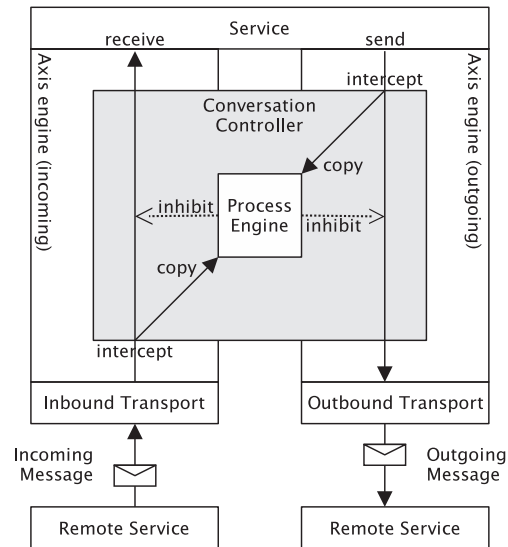 Service
receive
send
Axis engine (incoming)
Axis engine (outgoing)
intercept
Conversation
Controller
copy
inhibit
Process
Engine
inhibit
copy
intercept
Inbound Transport
Outbound Transport
Incoming
Message
Outgoing
Message
Remote Service
Remote Service